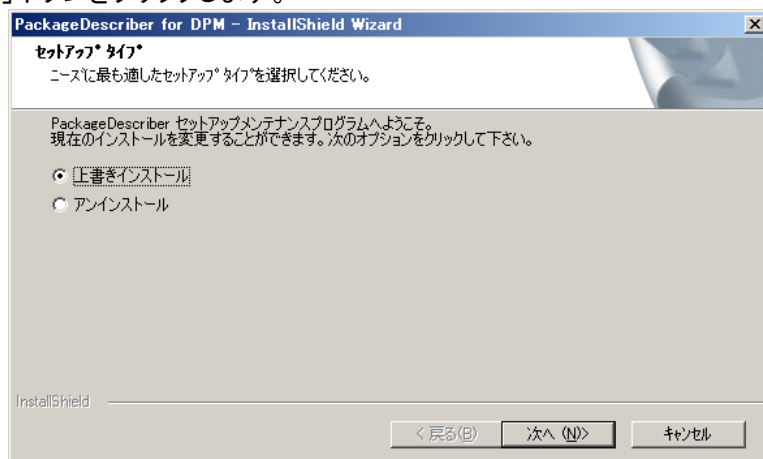 ]ボタンをクリックします。
PackageDescriber for DPM - InstallShield Wizard
セットアップ タイプ
ニーズに最も適したセットアップ タイプを選択してください。
PackageDescriber セットアップメンテナンスプログラムへようこそ。
現在のインストールを変更することができます。次のオプションをクリックして下さい。
上書きインストール
アンインストール
InstallShield
< 戻る(B)
次へ (N)>
キャンセル